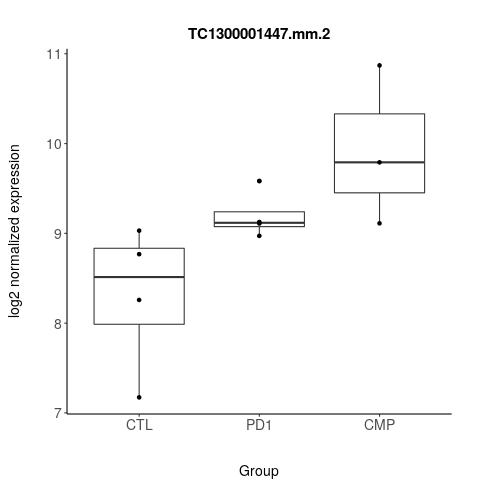 TC1300001447.mm.2
log2 normalized expression
11
10
9
8
7
CTL
PD1
CMP
Group